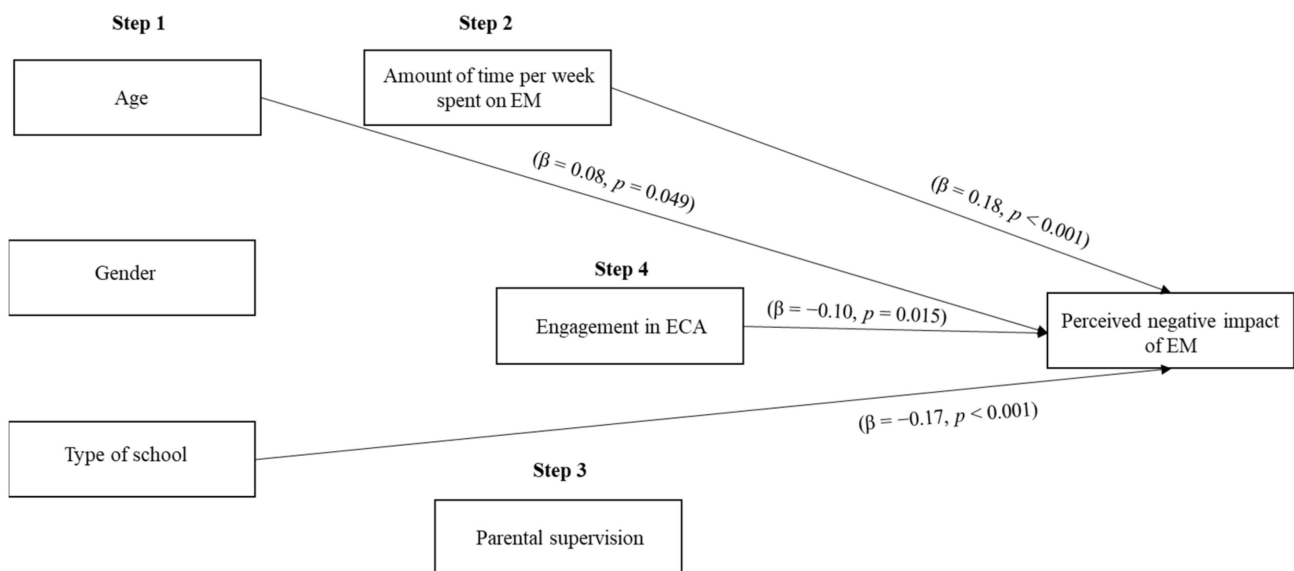 Step 1
Step 2
Age
Amount of time per week
spent on EM
(β = 0.08, p = 0.049)
(β = 0.18, p < 0.001)
Gender
Step 4
Engagement in ECA
(β = −0.10, p = 0.015)
Perceived negative impact
of EM
Type of school
(β = −0.17, p < 0.001)
Step 3
Parental supervision